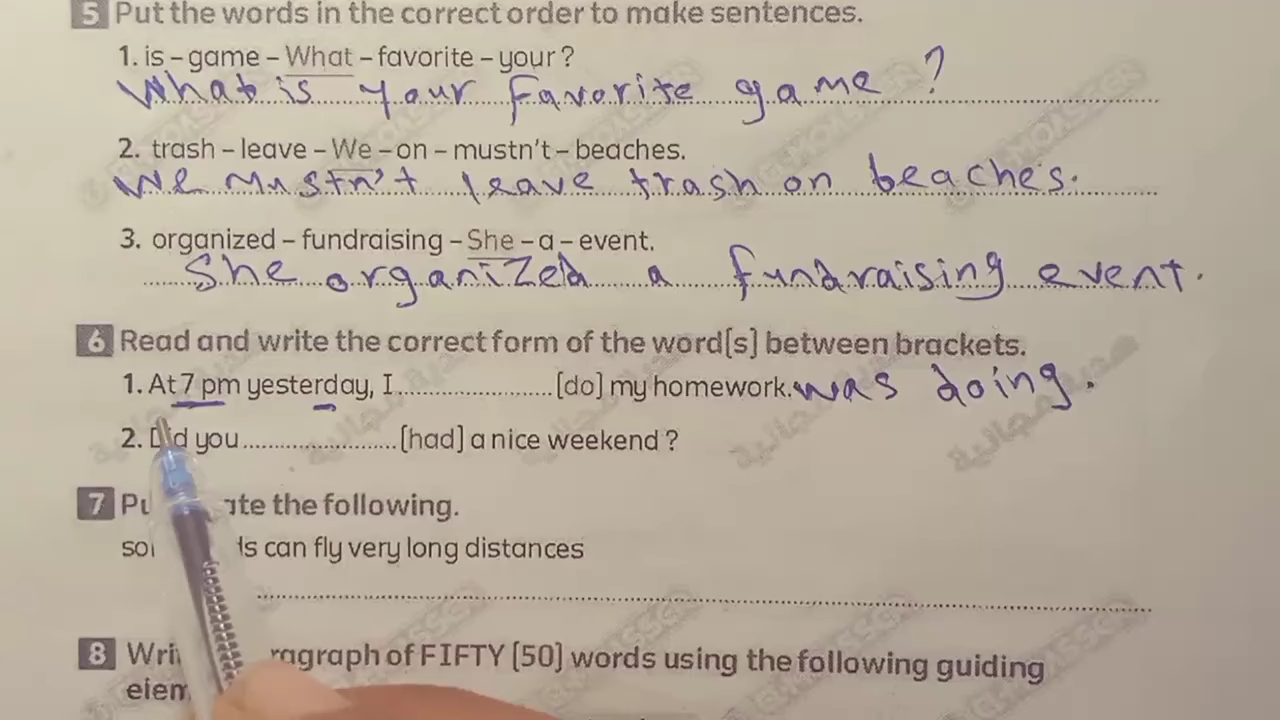 5 Put the words in the correct order to make sentences.
1. is – game – What – favorite – your ?
What is your favorite game ?
2. trash – leave – We – on – mustn't – beaches.
We mustn't leave trash on beaches.
3. organized – fundraising – She – a – event.
She organized a fundraising event.
6 Read and write the correct form of the word[s] between brackets.
1. At 7 pm yesterday, I........................[do] my homework. was doing.
2. Did you........................[had] a nice weekend ?
7 the following.
can fly very long distances
8 of FIFTY [50] words using the following guiding